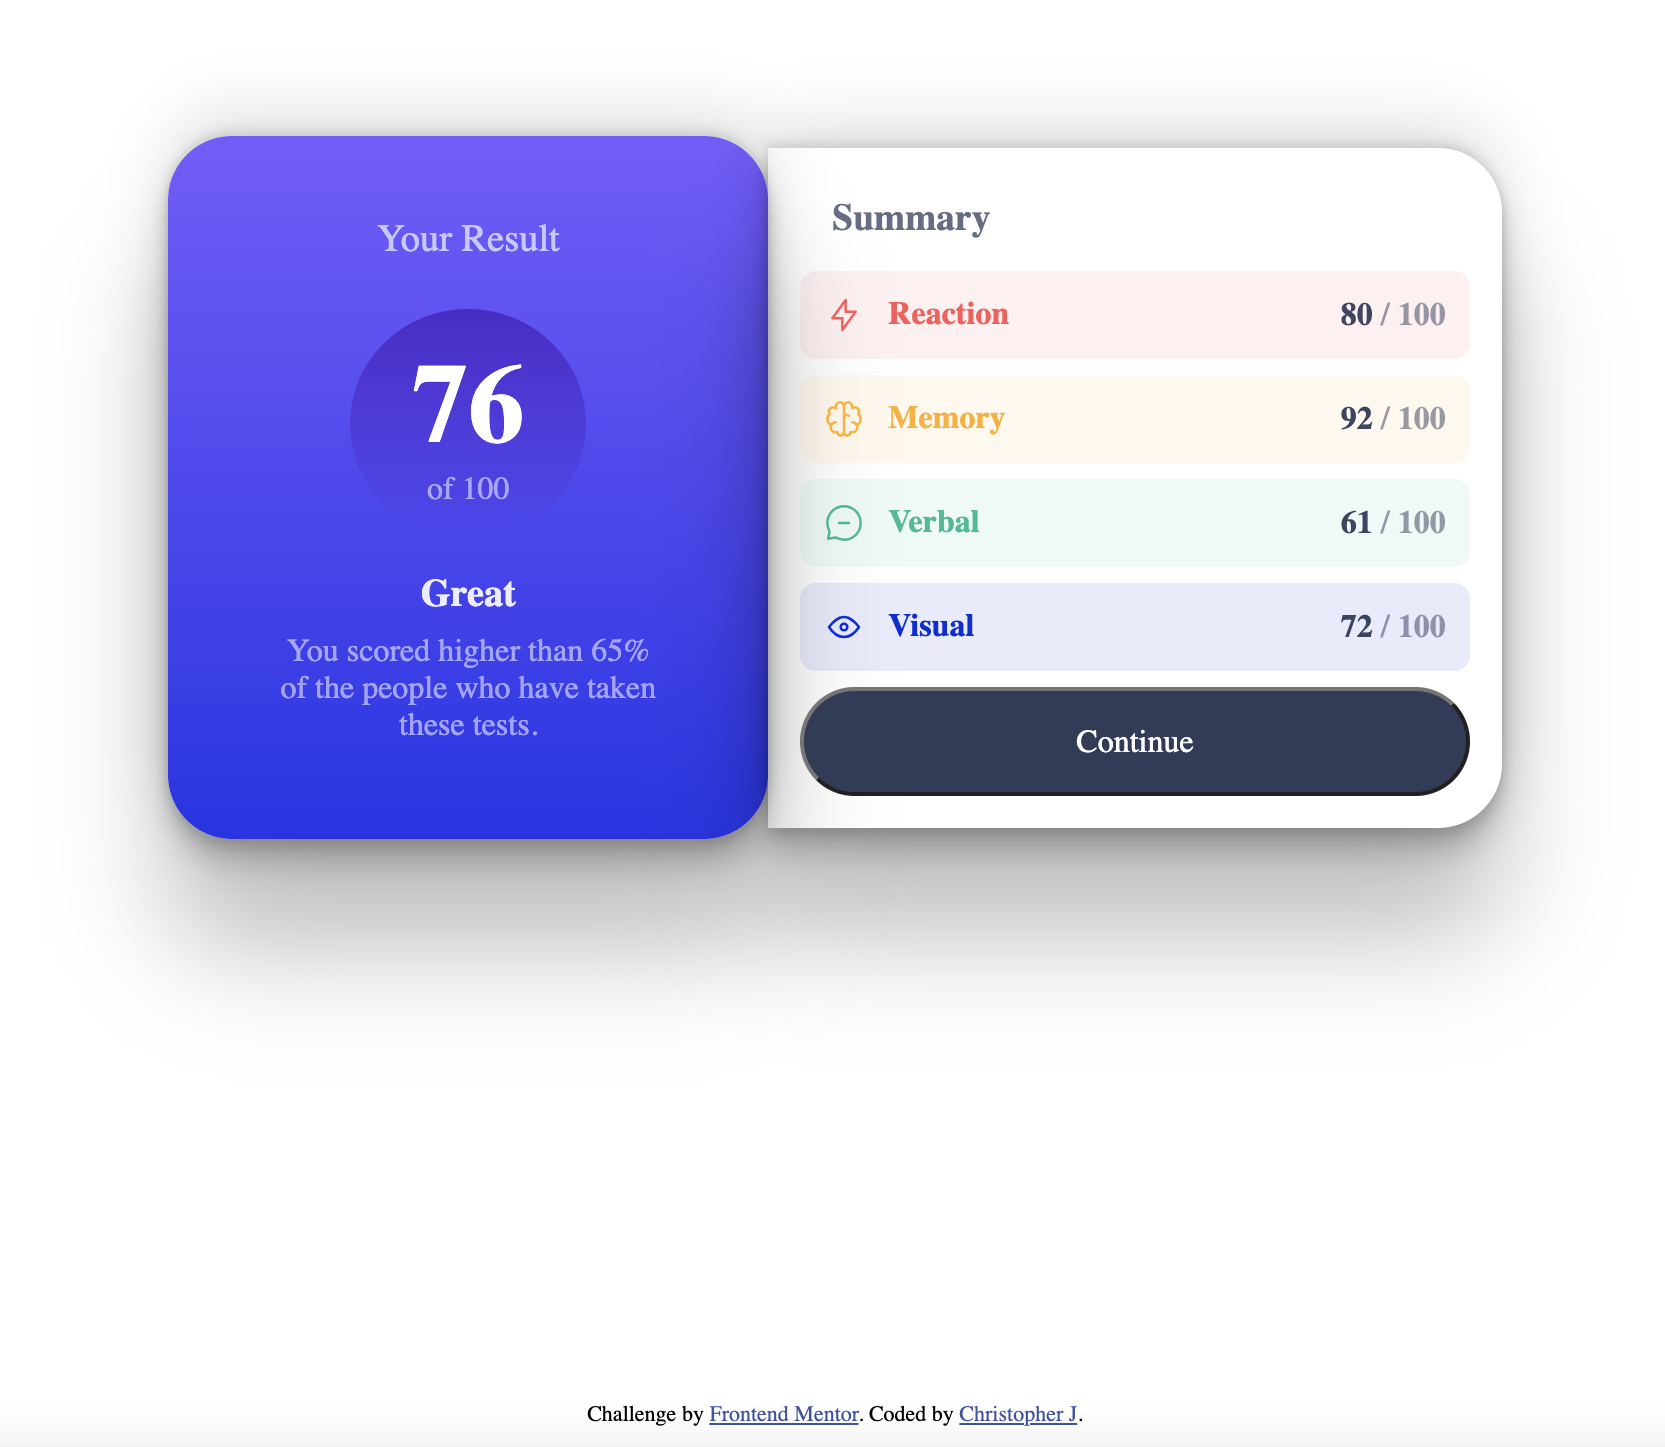 Your Result
76
of 100
Great
You scored higher than 65%
of the people who have taken
these tests.
Summary
Reaction 80 / 100
Memory 92 / 100
Verbal 61 / 100
Visual 72 / 100
Continue
Challenge by Frontend Mentor. Coded by Christopher J.